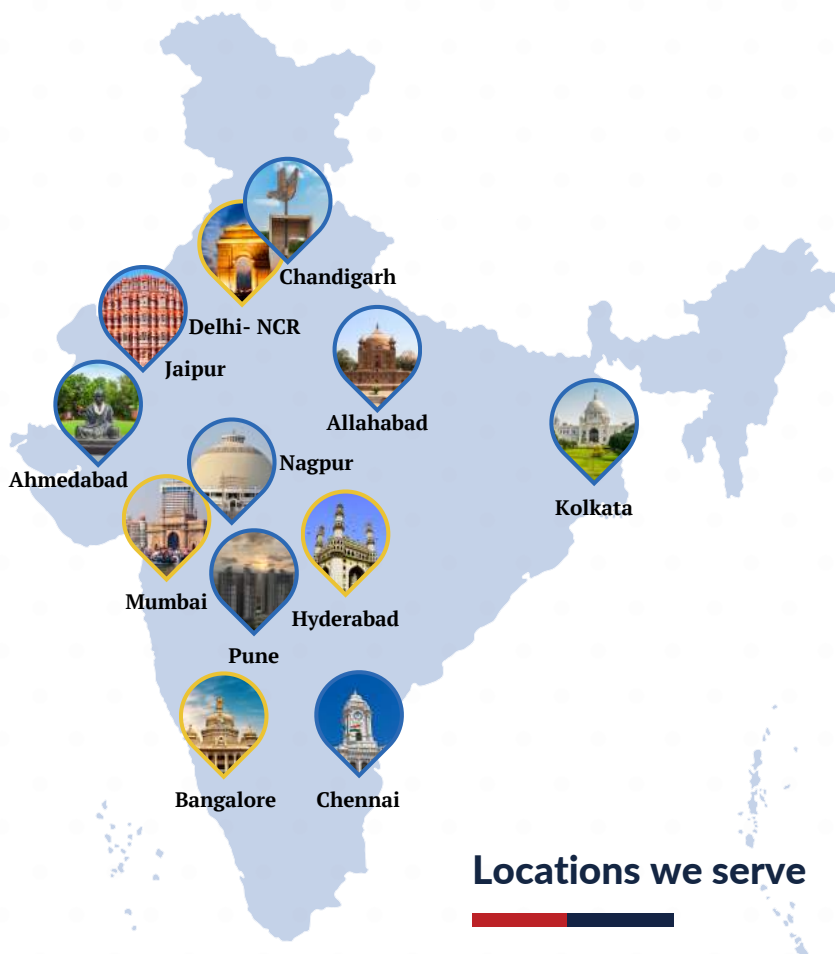 Chandigarh
Delhi- NCR
Jaipur
Allahabad
Nagpur
Ahmedabad
Kolkata
Mumbai
Hyderabad
Pune
Bangalore
Chennai
Locations we serve